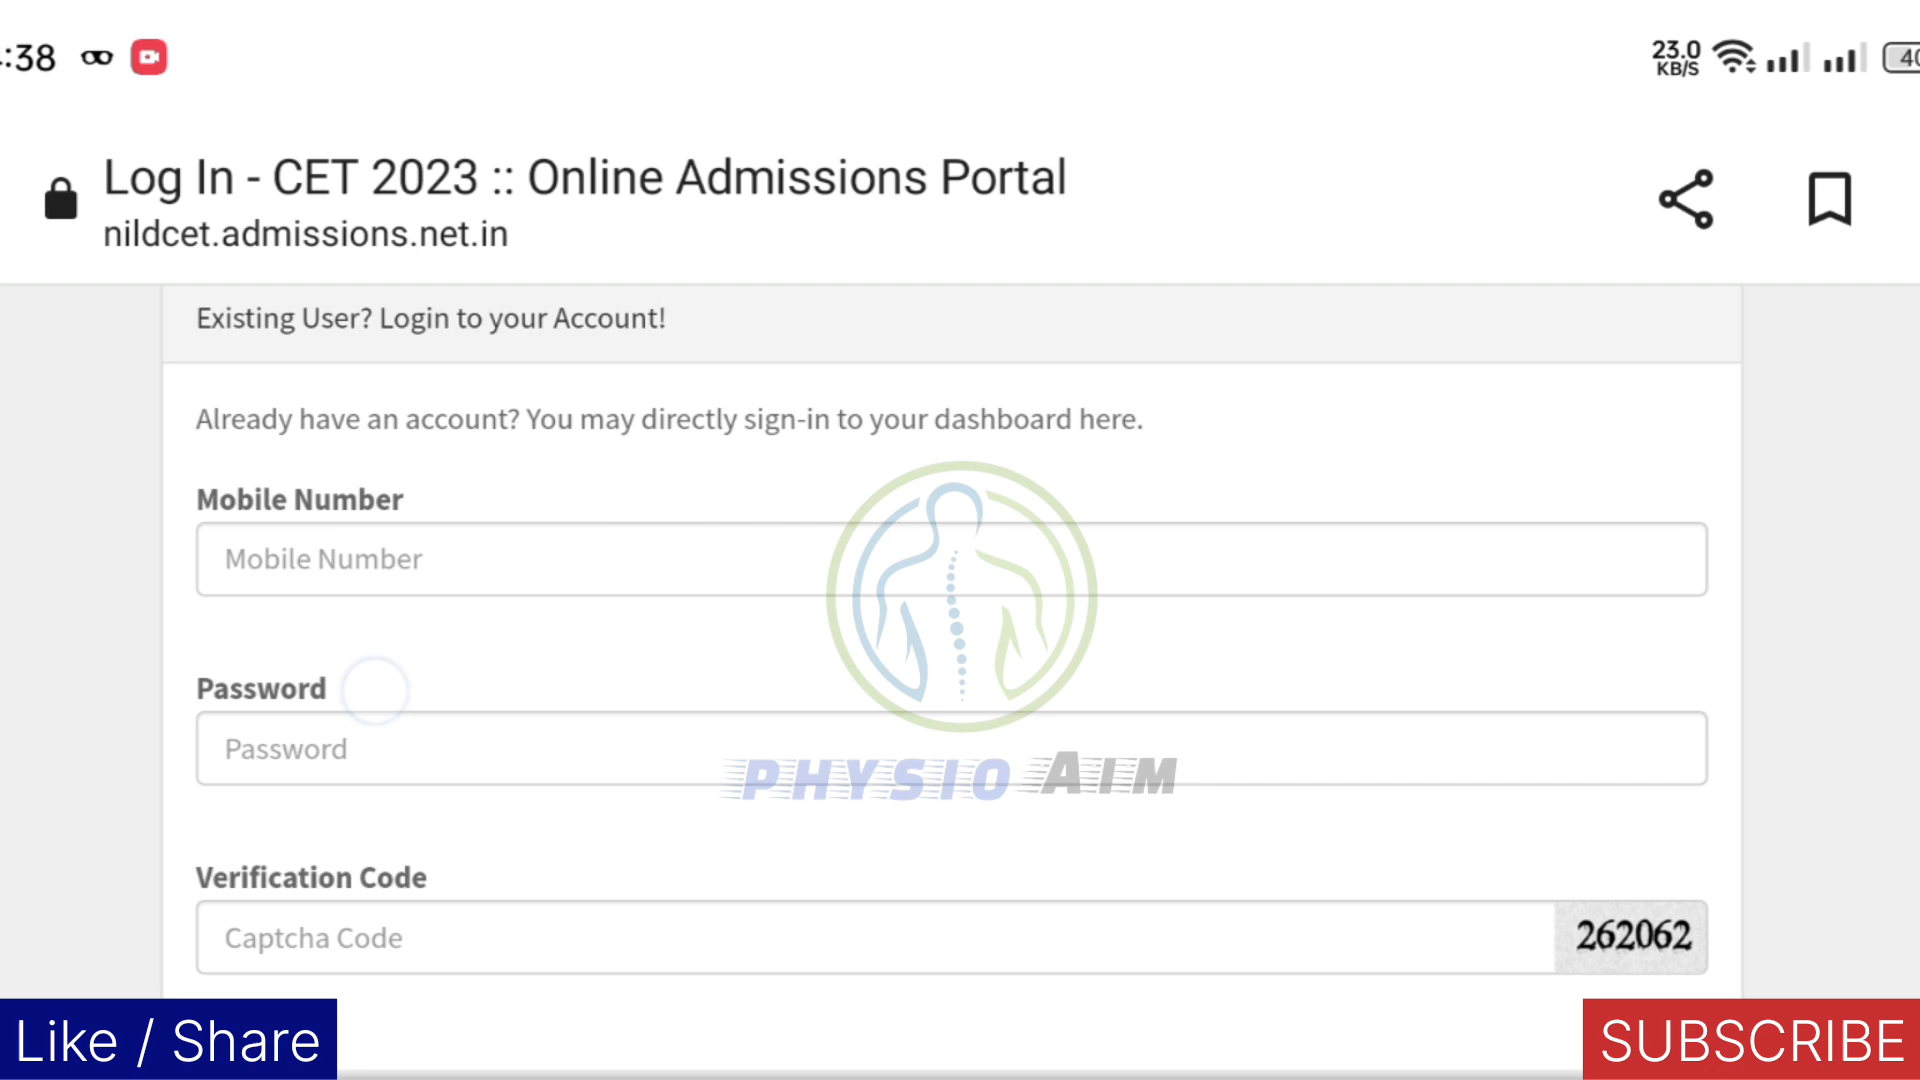 :38
23.0
KB/S
40
Log In - CET 2023 :: Online Admissions Portal
nildcet.admissions.net.in
Existing User? Login to your Account!
Already have an account? You may directly sign-in to your dashboard here.
Mobile Number
Mobile Number
Password
Password
PHYSIO AIM
Verification Code
Captcha Code
262062
Like / Share
SUBSCRIBE